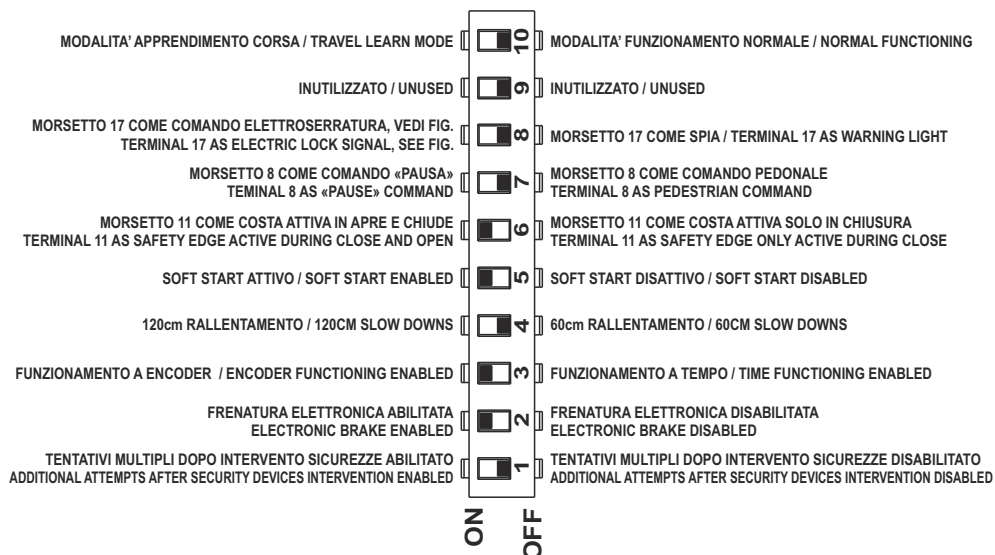 MODALITA' APPRENDIMENTO CORSA / TRAVEL LEARN MODE
10
MODALITA' FUNZIONAMENTO NORMALE / NORMAL FUNCTIONING
INUTILIZZATO / UNUSED
9
INUTILIZZATO / UNUSED
MORSETTO 17 COME COMANDO ELETTROSERRATURA, VEDI FIG.
TERMINAL 17 AS ELECTRIC LOCK SIGNAL, SEE FIG.
8
MORSETTO 17 COME SPIA / TERMINAL 17 AS WARNING LIGHT
MORSETTO 8 COME COMANDO «PAUSA»
TEMINAL 8 AS «PAUSE» COMMAND
7
MORSETTO 8 COME COMANDO PEDONALE
TERMINAL 8 AS PEDESTRIAN COMMAND
MORSETTO 11 COME COSTA ATTIVA IN APRE E CHIUDE
TERMINAL 11 AS SAFETY EDGE ACTIVE DURING CLOSE AND OPEN
6
MORSETTO 11 COME COSTA ATTIVA SOLO IN CHIUSURA
TERMINAL 11 AS SAFETY EDGE ONLY ACTIVE DURING CLOSE
SOFT START ATTIVO / SOFT START ENABLED
5
SOFT START DISATTIVO / SOFT START DISABLED
120cm RALLENTAMENTO / 120CM SLOW DOWNS
4
60cm RALLENTAMENTO / 60CM SLOW DOWNS
FUNZIONAMENTO A ENCODER / ENCODER FUNCTIONING ENABLED
3
FUNZIONAMENTO A TEMPO / TIME FUNCTIONING ENABLED
FRENATURA ELETTRONICA ABILITATA
ELECTRONIC BRAKE ENABLED
2
FRENATURA ELETTRONICA DISABILITATA
ELECTRONIC BRAKE DISABLED
TENTATIVI MULTIPLI DOPO INTERVENTO SICUREZZE ABILITATO
ADDITIONAL ATTEMPTS AFTER SECURITY DEVICES INTERVENTION ENABLED
1
TENTATIVI MULTIPLI DOPO INTERVENTO SICUREZZE DISABILITATO
ADDITIONAL ATTEMPTS AFTER SECURITY DEVICES INTERVENTION DISABLED
ON
OFF